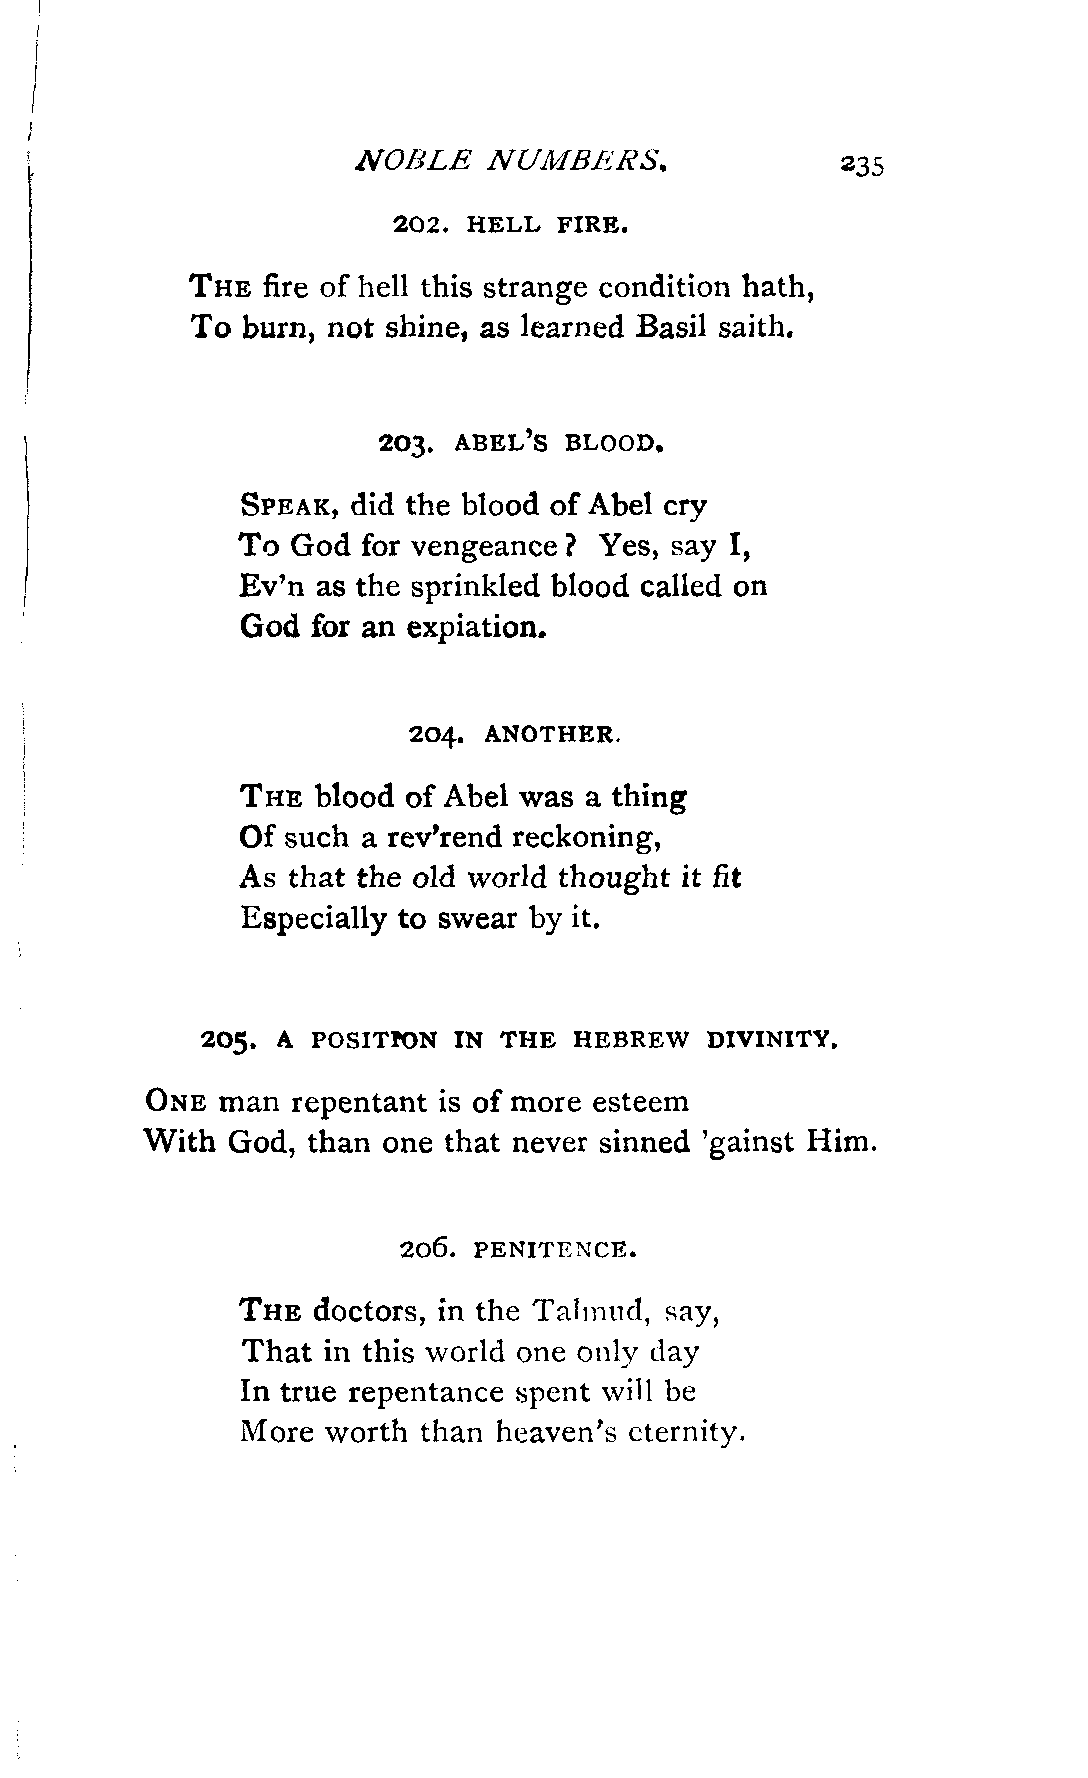 NOBLE NUMBERS. 235
202. HELL FIRE.
THE fire of hell this strange condition hath,
To burn, not shine, as learned Basil saith.
203. ABEL'S BLOOD.
SPEAK, did the blood of Abel cry
To God for vengeance? Yes, say I,
Ev'n as the sprinkled blood called on
God for an expiation.
204. ANOTHER.
THE blood of Abel was a thing
Of such a rev'rend reckoning,
As that the old world thought it fit
Especially to swear by it.
205. A POSITION IN THE HEBREW DIVINITY.
ONE man repentant is of more esteem
With God, than one that never sinned 'gainst Him.
206. PENITENCE.
THE doctors, in the Talmud, say,
That in this world one only day
In true repentance spent will be
More worth than heaven's eternity.